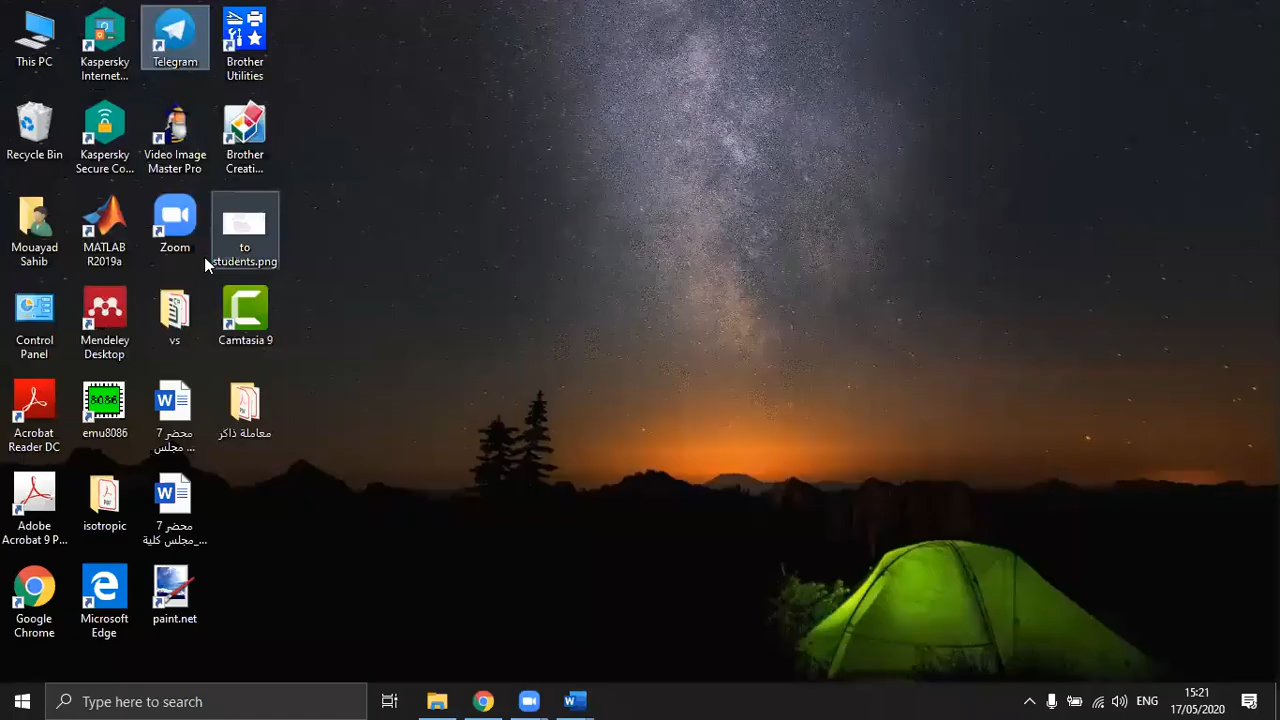 This PC
Kaspersky
Internet...
Telegram
Brother
Utilities
Recycle Bin
Kaspersky
Secure Co...
Video Image
Master Pro
Brother
Creati...
Mouayad
Sahib
MATLAB
R2019a
Zoom
to
students.png
Control
Panel
Mendeley
Desktop
vs
Camtasia 9
Acrobat
Reader DC
8086
emu8086
محضر 7
مجلس ...
معاملة ذاكر
Adobe
Acrobat 9 P...
isotropic
محضر 7
مجلس كلية_...
Google
Chrome
Microsoft
Edge
paint.net
Type here to search
ENG
15:21
17/05/2020